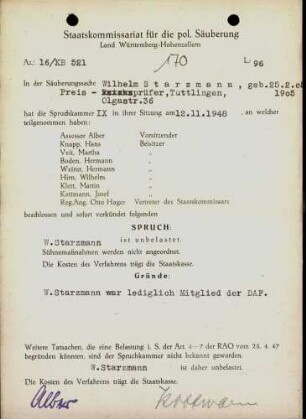 Staatskommissariat für die pol. Säuberung
Land Württemberg-Hohenzollern
Az: 16/KB 521
170
L 96
In der Säuberungssache Wilhelm Starzmann, geb.25.2.
1905
Preis - prüfer,Tuttlingen,
Olgastr.36
hat die Spruchkammer IX in ihrer Sitzung am 12.11.1948 , an welcher
teilgenommen haben:
Assessor Alber Vorsitzender
Knapp, Hans Beisitzer
Veit, Martha "
Boden, Hermann "
Weinst, Hermann "
Hirn, Wilhelm "
Klett, Martin "
Kattmann, Josef "
Reg.Ang. Otto Hager Vertreter des Staatskommissars
beschlossen und sofort verkündet folgenden
SPRUCH:
W.Starzmann
ist unbelastet.
Sühnemaßnahmen werden nicht angeordnet.
Die Kosten des Verfahrens trägt die Staatskasse.
Gründe:
W.Starzmann war lediglich Mitglied der DAF.
Weitere Tatsachen, die eine Belastung i. S. der Art. 4-7 der RAO vom 25. 4. 47
begründen könnten, sind der Spruchkammer nicht bekannt geworden.
W.Starzmann ist daher unbelastet.
Die Kosten des Verfahrens trägt die Staatskasse.
Alber